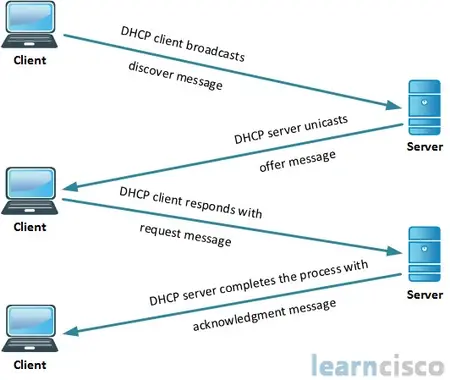 DHCP client broadcasts
discover message
Client
DHCP server unicasts
offer message
Server
DHCP client responds with
request message
Client
DHCP server completes the process with
acknowledgment message
Server
Client
learncisco